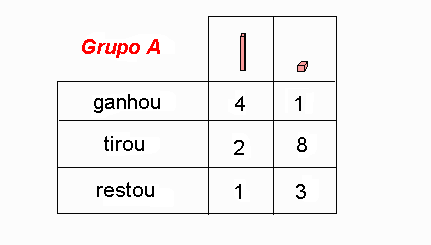 Grupo A
ganhou 4 1
tirou 2 8
restou 1 3